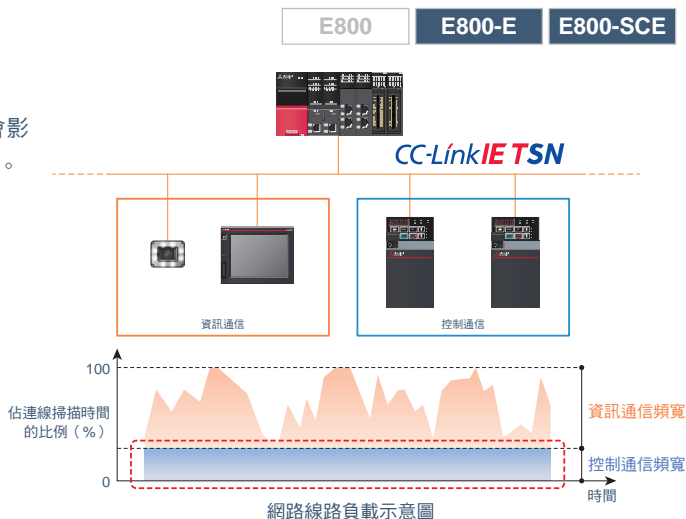 E800
E800-E
E800-SCE
會影
。
CC-Link IE TSN
資訊通信
控制通信
100
佔連線掃描時間
的比例（%）
0
資訊通信頻寬
控制通信頻寬
時間
網路線路負載示意圖